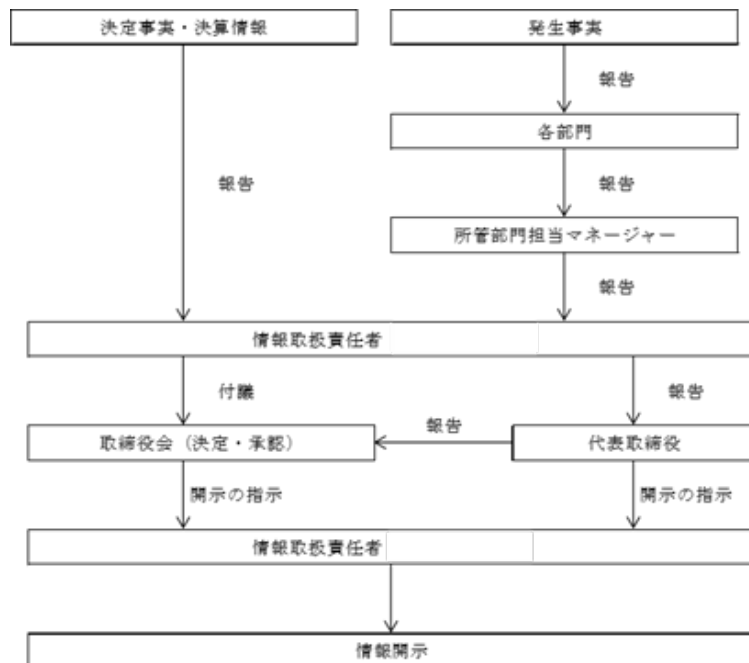 決定事実・決算情報
発生事実
報告
各部門
報告
報告
所管部門担当マネージャー
報告
情報取扱責任者
付議
報告
取締役会（決定・承認）
報告
代表取締役
開示の指示
開示の指示
情報取扱責任者
情報開示